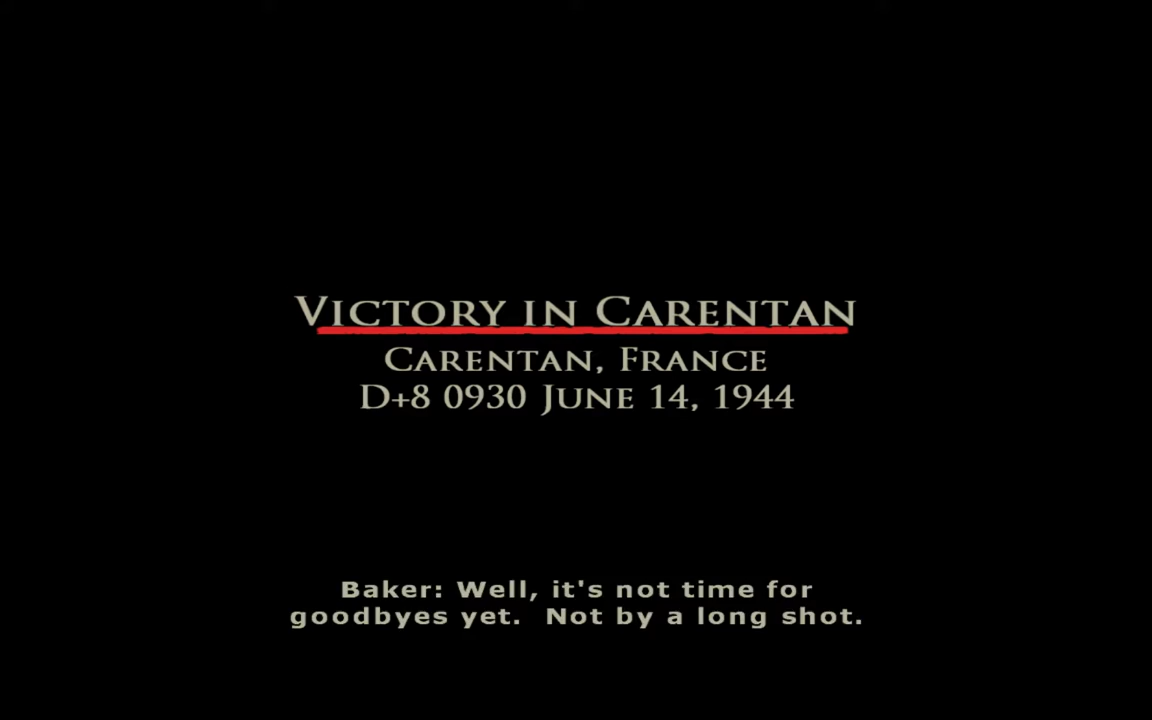 Victory in Carentan
Carentan, France
D+8 0930 June 14, 1944
Baker: Well, it's not time for
goodbyes yet.  Not by a long shot.